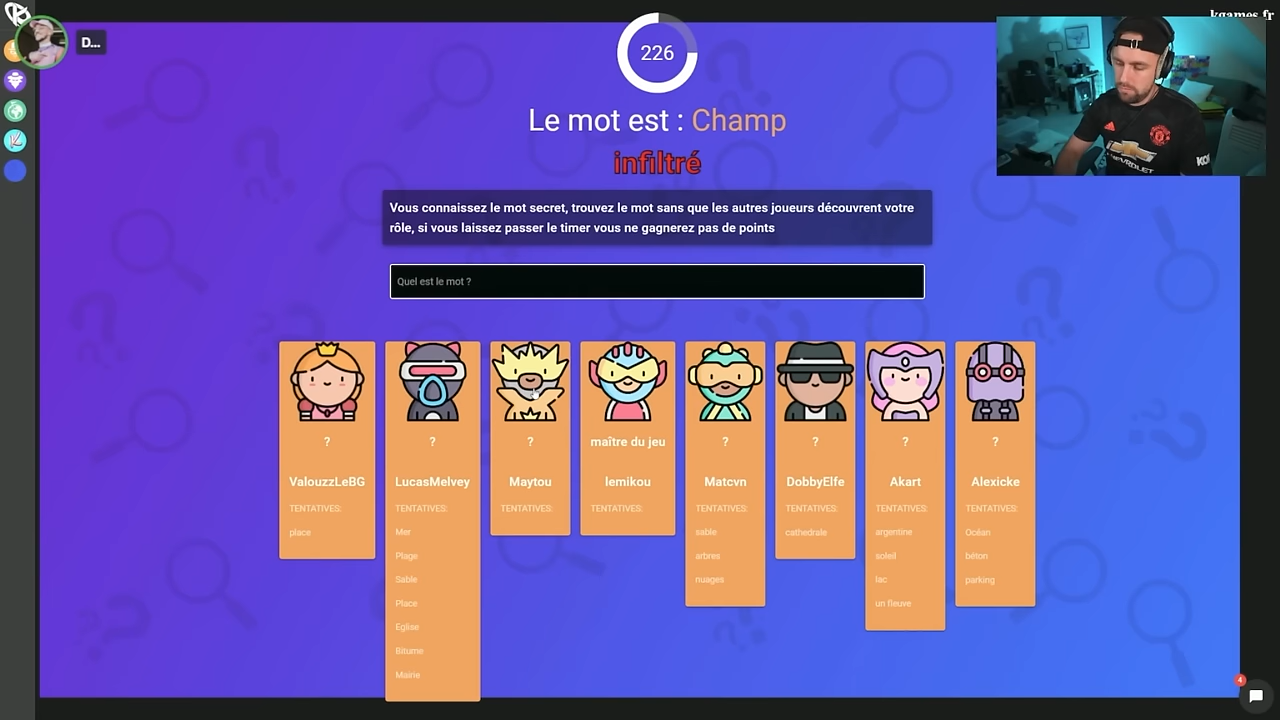 kgames.fr
D...
226
Le mot est : Champ
infiltré
Vous connaissez le mot secret, trouvez le mot sans que les autres joueurs découvrent votre
rôle, si vous laissez passer le timer vous ne gagnerez pas de points
Quel est le mot ?
?
ValouzzLeBG
TENTATIVES:
place
?
LucasMelvey
TENTATIVES:
Mer
Plage
Sable
Place
Eglise
Bitume
Mairie
?
Maytou
TENTATIVES:
maître du jeu
lemikou
TENTATIVES:
?
Matcvn
TENTATIVES:
sable
arbres
nuages
?
DobbyElfe
TENTATIVES:
cathedrale
?
Akart
TENTATIVES:
argentine
soleil
lac
un fleuve
?
Alexicke
TENTATIVES:
Océan
béton
parking
CHEVROLET
KOH
4